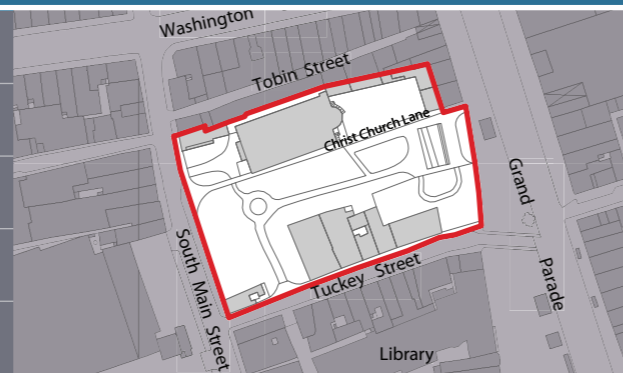 Washington
Tobin Street
Christ Church Lane
Grand Parade
South Main Street
Tuckey Street
Library